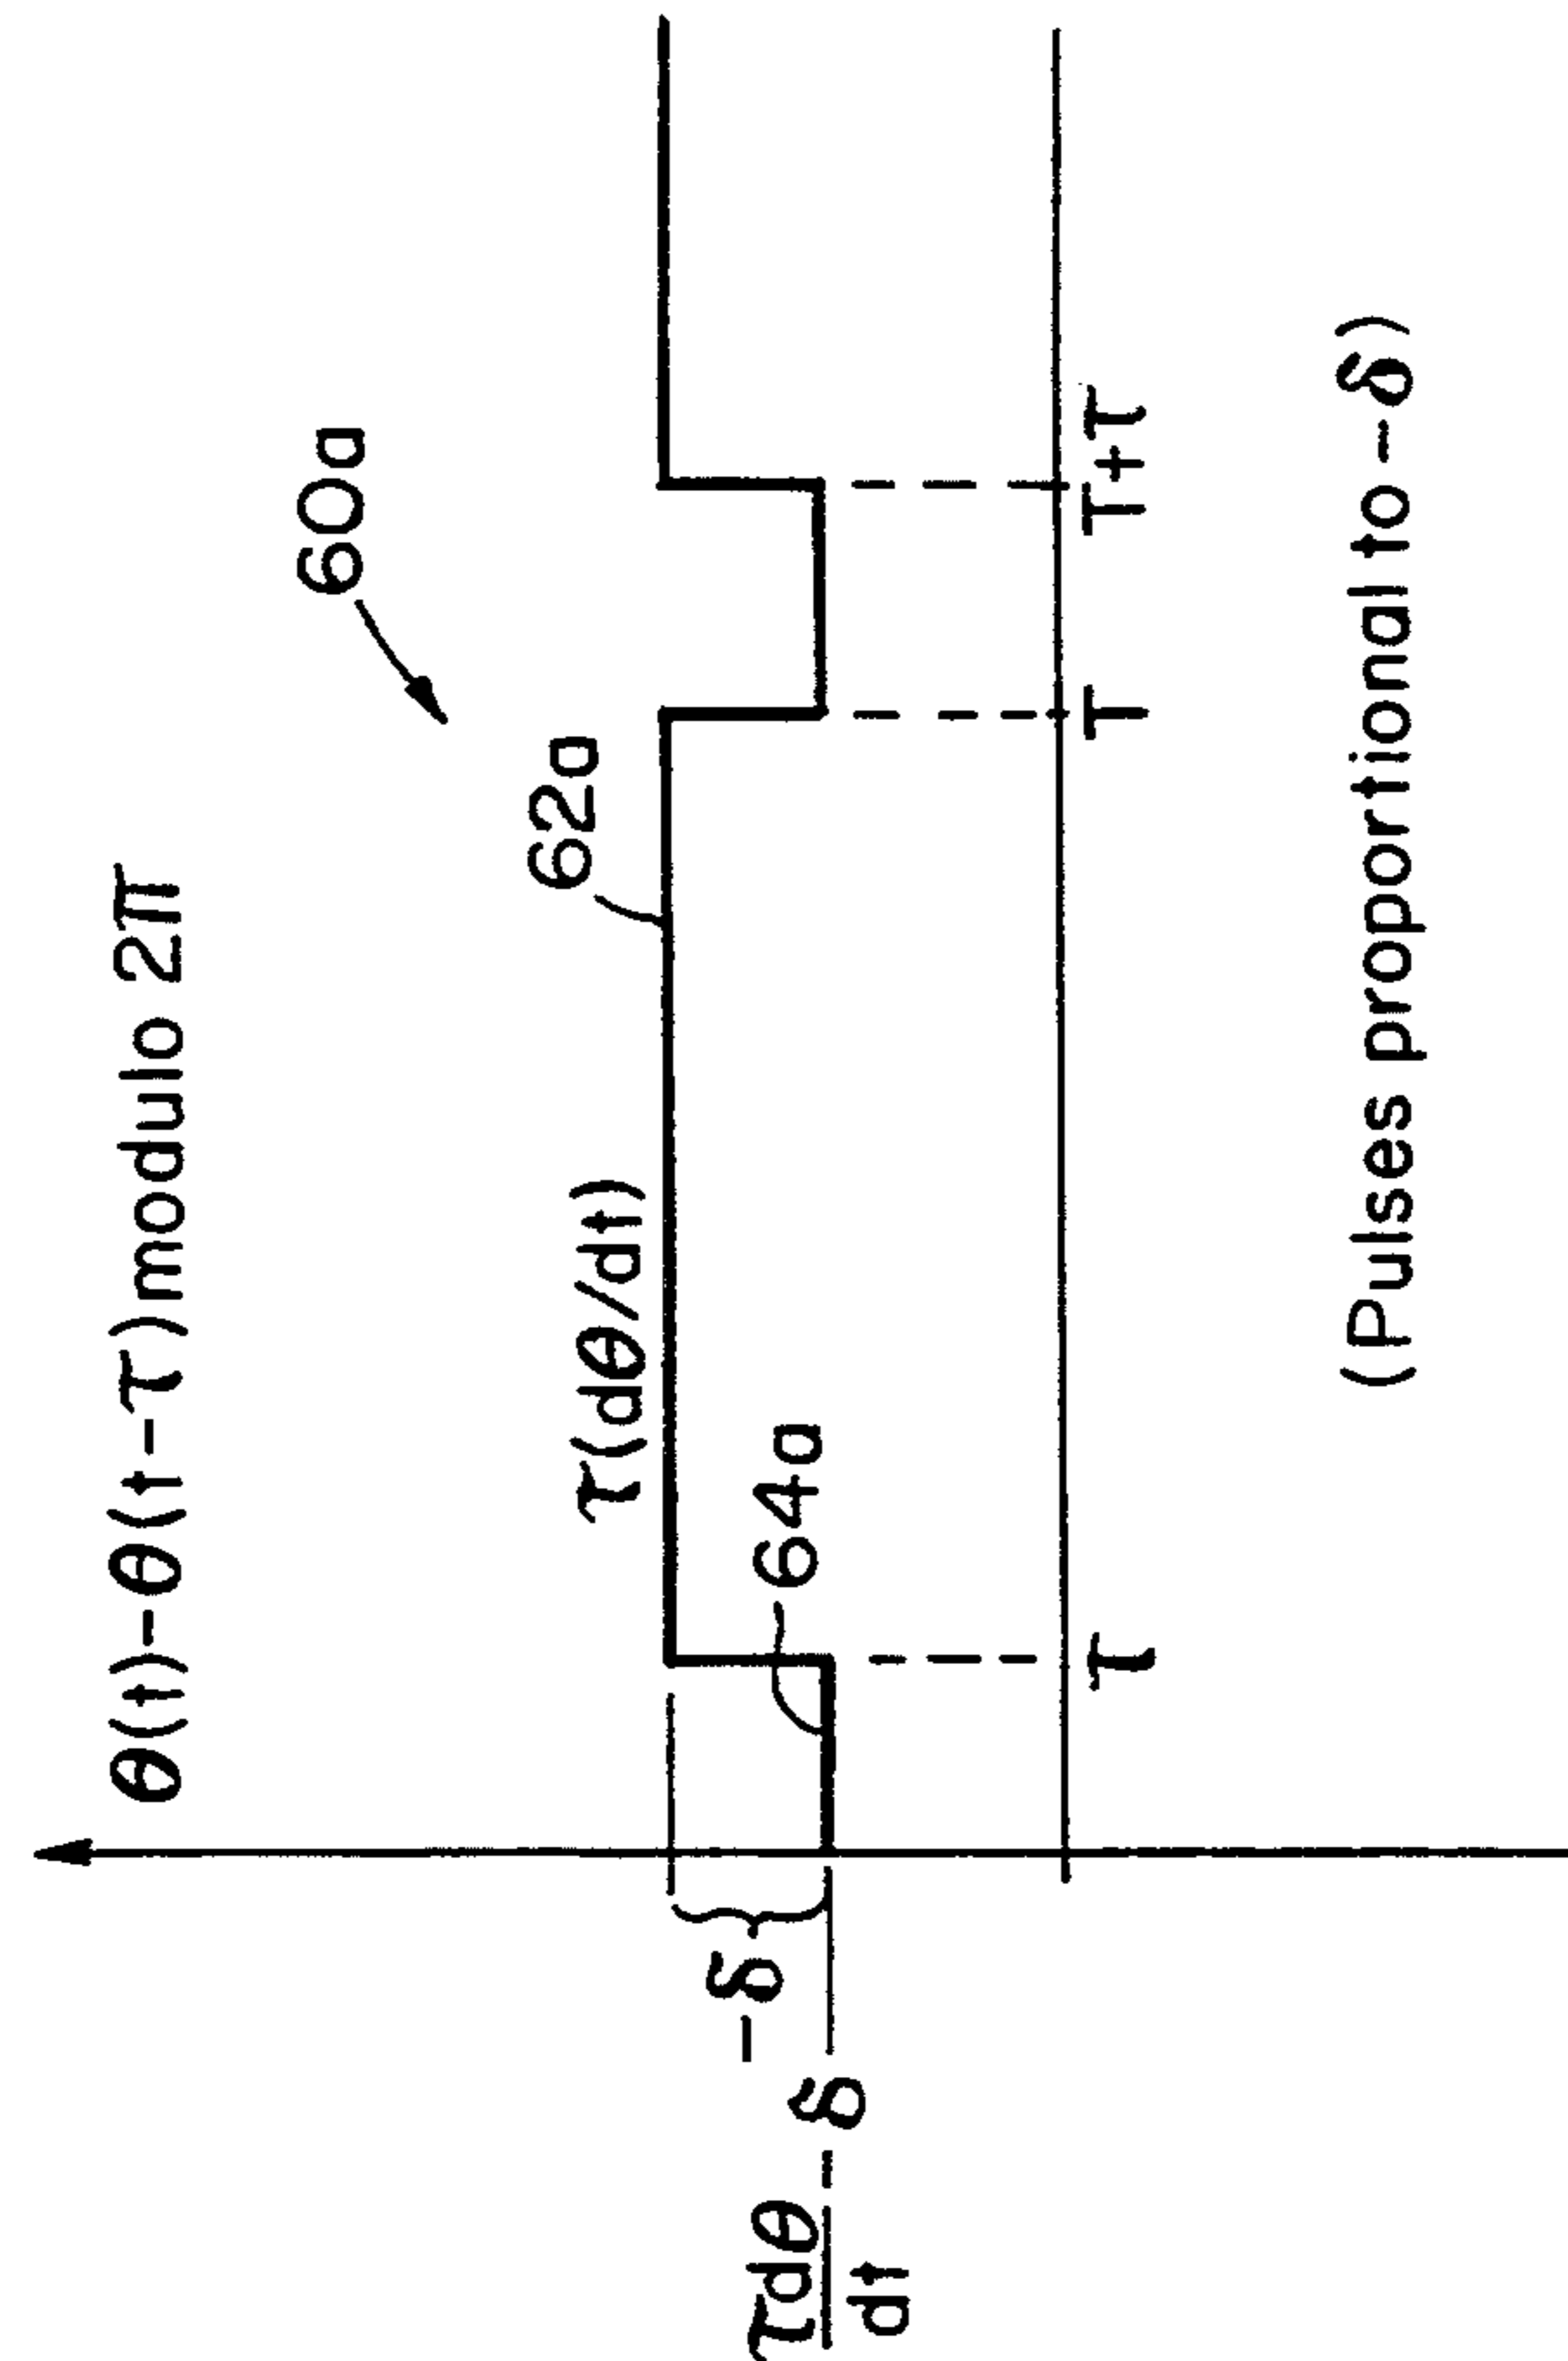 θ(t)-θ(t-τ)modulo 2π
60a
62a
τ(dθ/dt)
-δ
64a
τdθ/dt - δ
τ
T
T+τ
(Pulses proportional to -δ)